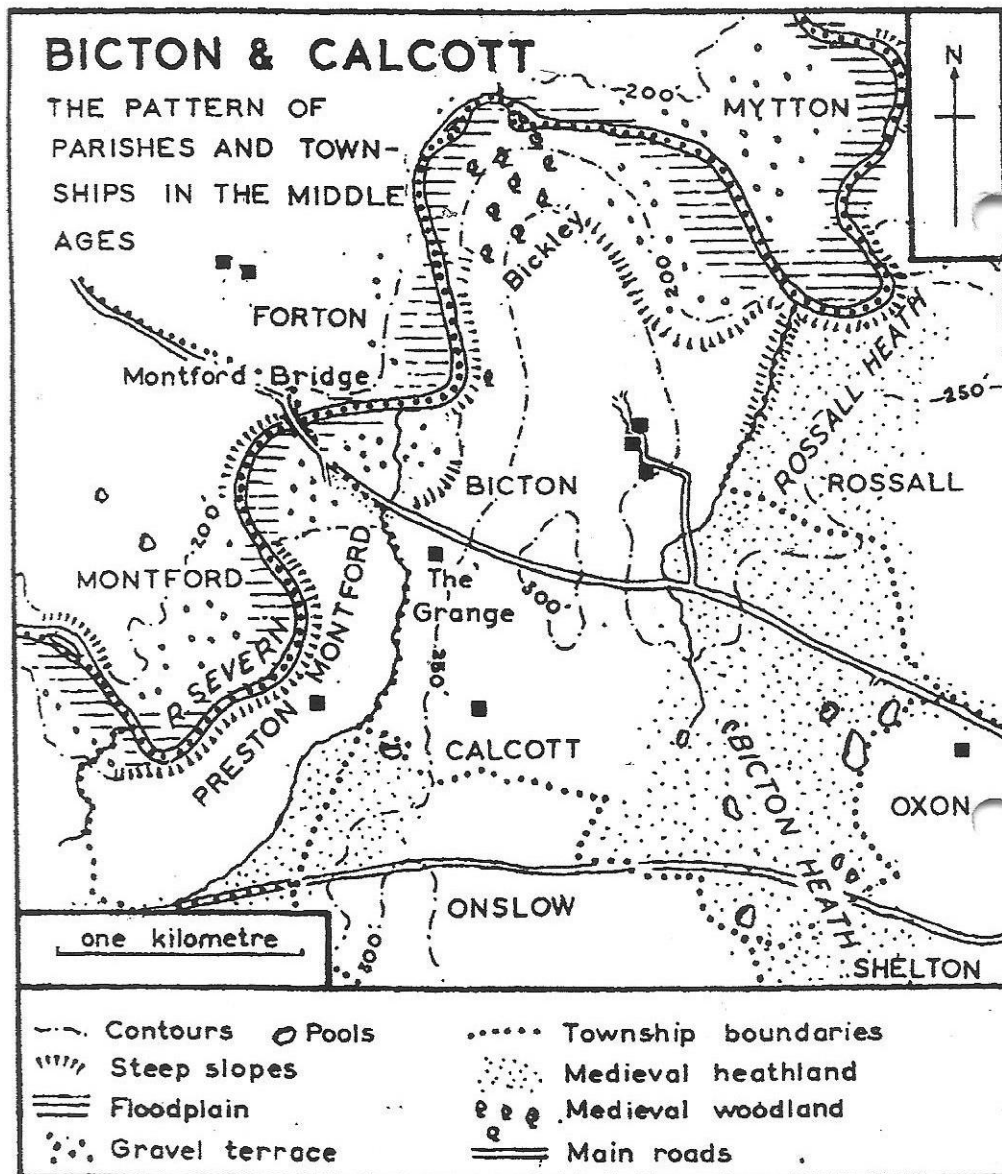 BICTON & CALCOTT
THE PATTERN OF
PARISHES AND TOWN-
SHIPS IN THE MIDDLE
AGES
N
200'
MYTTON
Bickley
200
FORTON
Montford Bridge
ROSSALL HEATH
250'
ROSSALL
BICTON
200'
MONTFORD
The
Grange
300'
R SEVERN
PRESTON MONTFORD
250
CALCOTT
BICTON HEATH
OXON
ONSLOW
300
SHELTON
one kilometre
Contours
Pools
Township boundaries
Steep slopes
Medieval heathland
Floodplain
Medieval woodland
Gravel terrace
Main roads